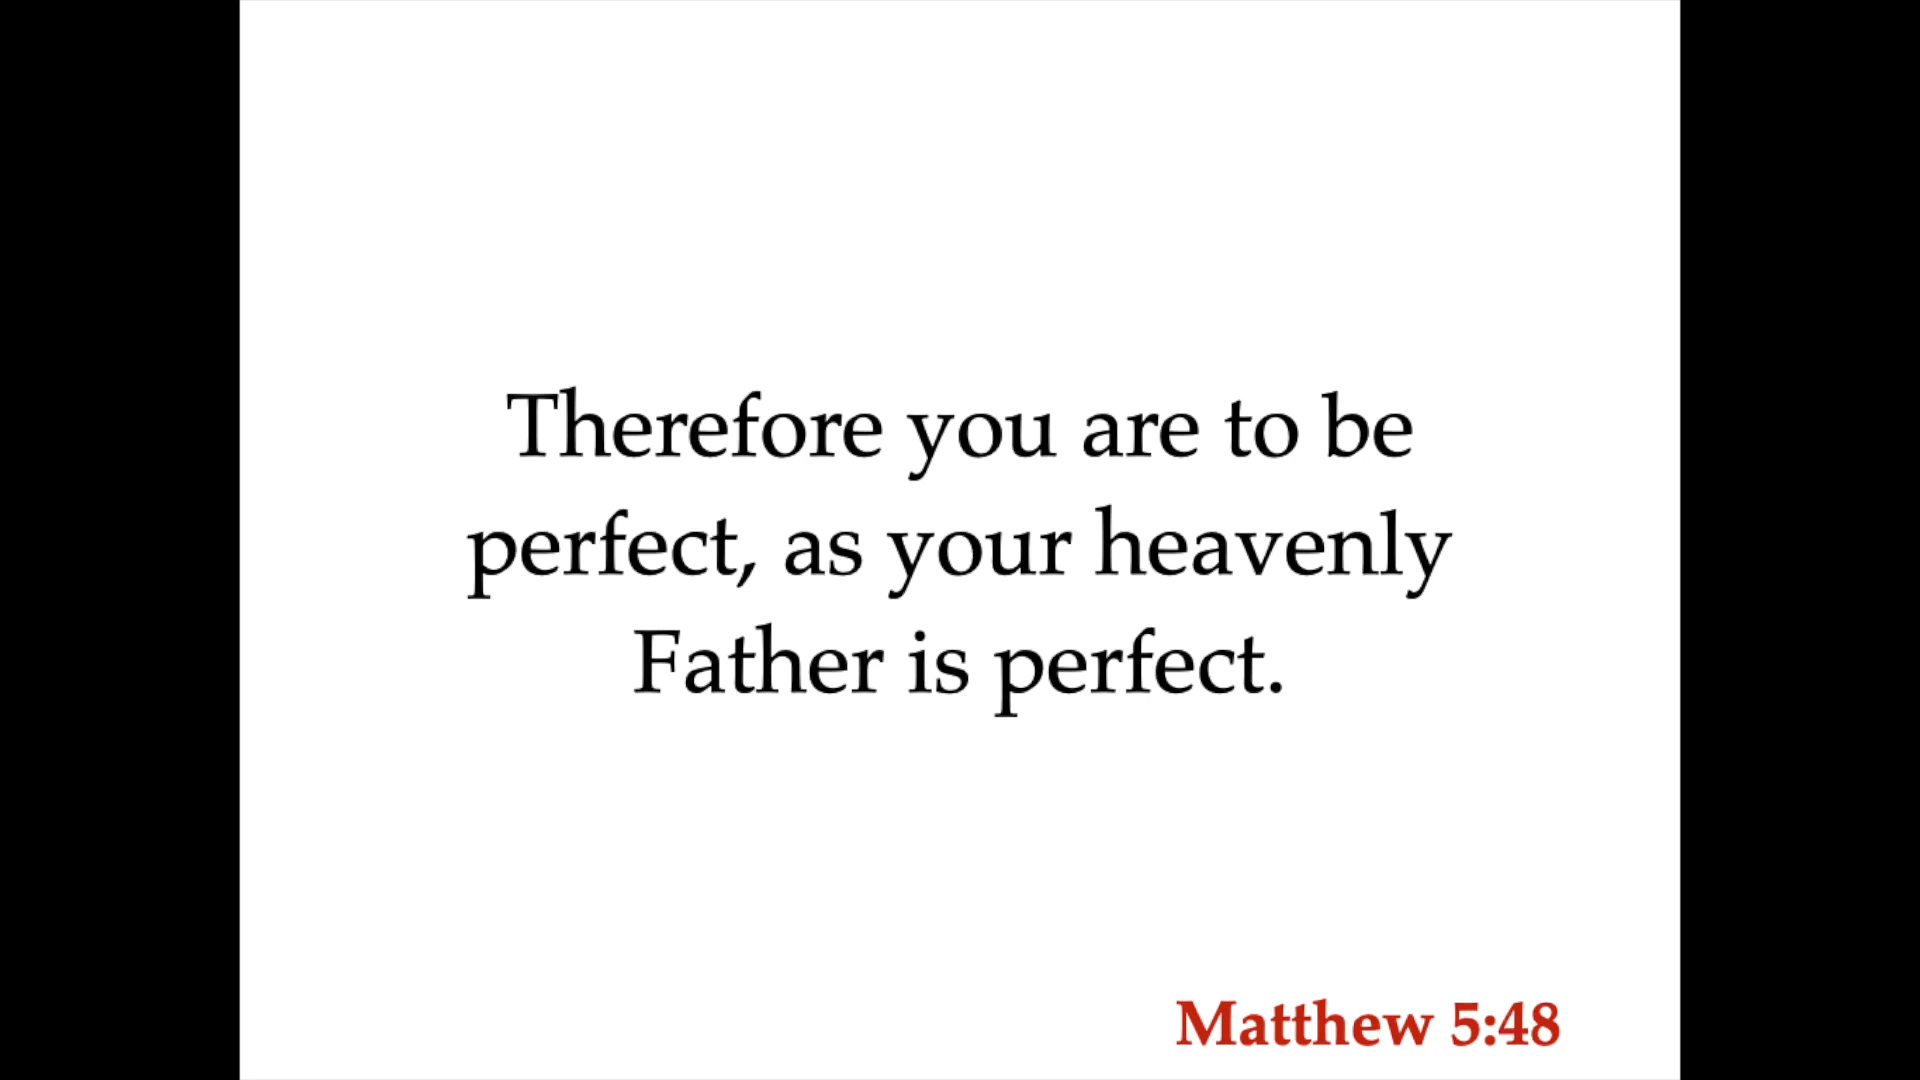 Therefore you are to be
perfect, as your heavenly
Father is perfect.
Matthew 5:48